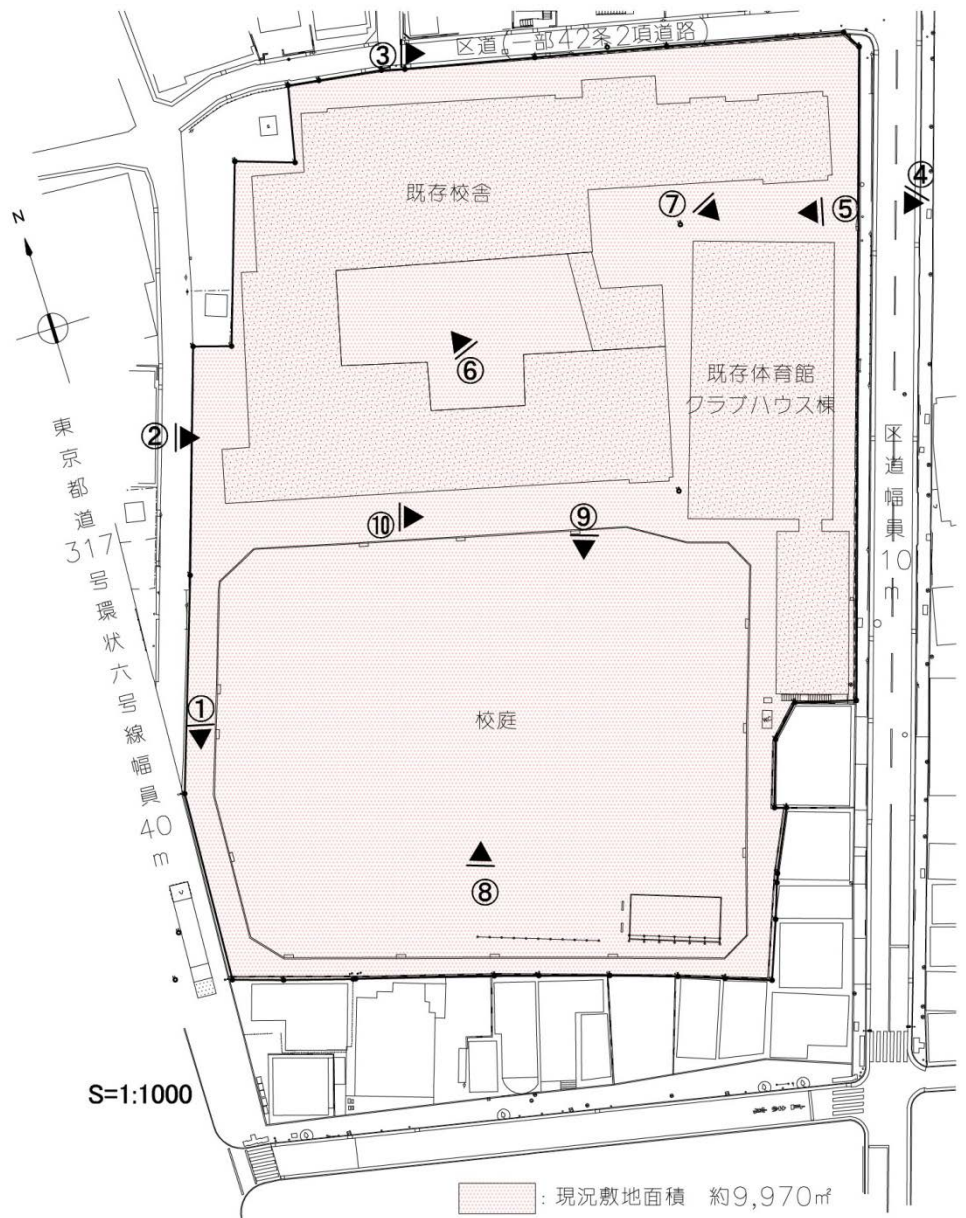 ③
区道(一部42条2項道路)
④
既存校舎
⑦
⑤
N
⑥
既存体育館
クラブハウス棟
②
東京都道317号環状六号線幅員40m
区道幅員10m
⑩
⑨
①
校庭
⑧
S=1:1000
:現況敷地面積 約9,970㎡